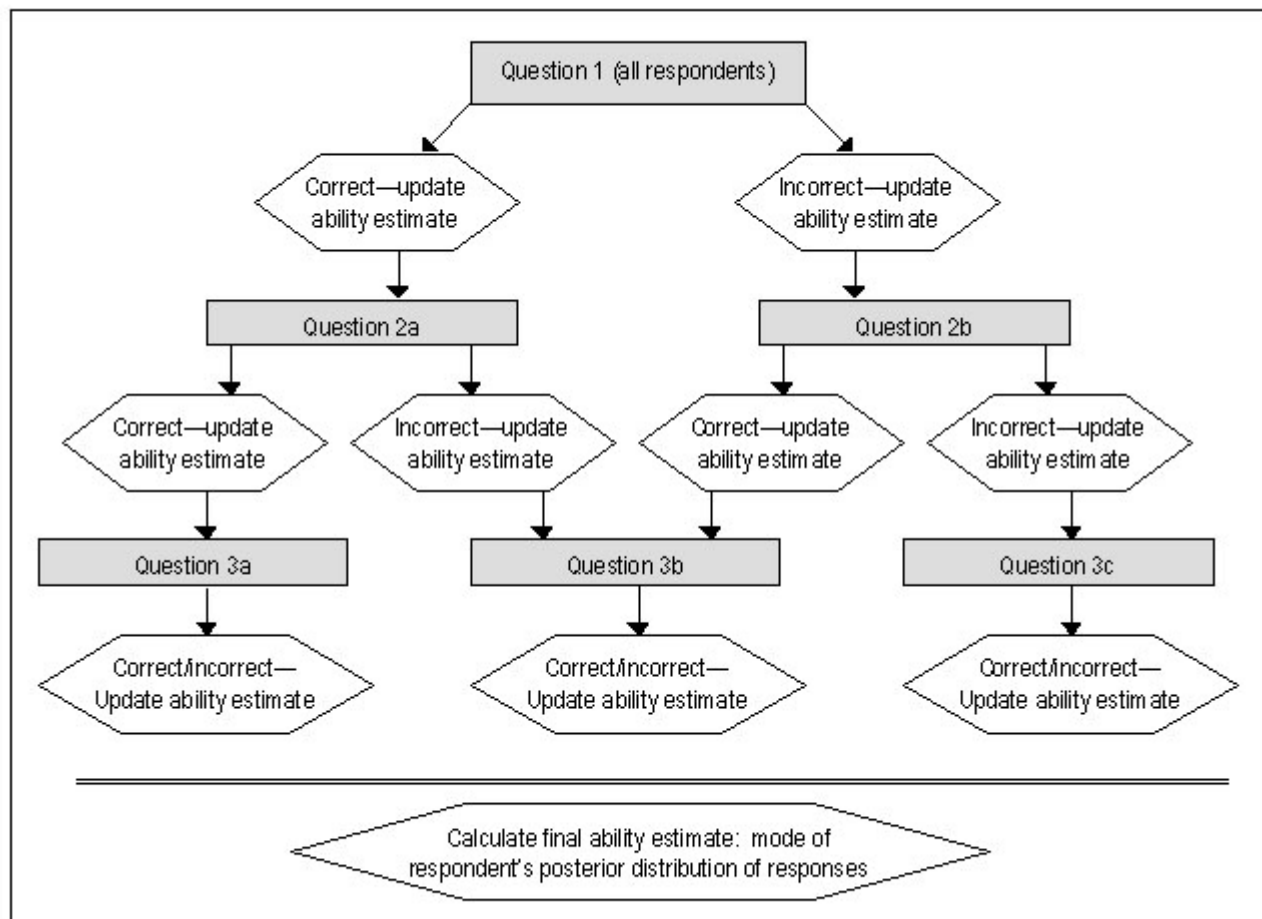 Question 1 (all respondents)
Correct—update
ability estimate
Incorrect—update
ability estimate
Question 2a
Question 2b
Correct—update
ability estimate
Incorrect—update
ability estimate
Correct—update
ability estimate
Incorrect—update
ability estimate
Question 3a
Question 3b
Question 3c
Correct/incorrect—
Update ability estimate
Correct/incorrect—
Update ability estimate
Correct/incorrect—
Update ability estimate
Calculate final ability estimate: mode of
respondent's posterior distribution of responses